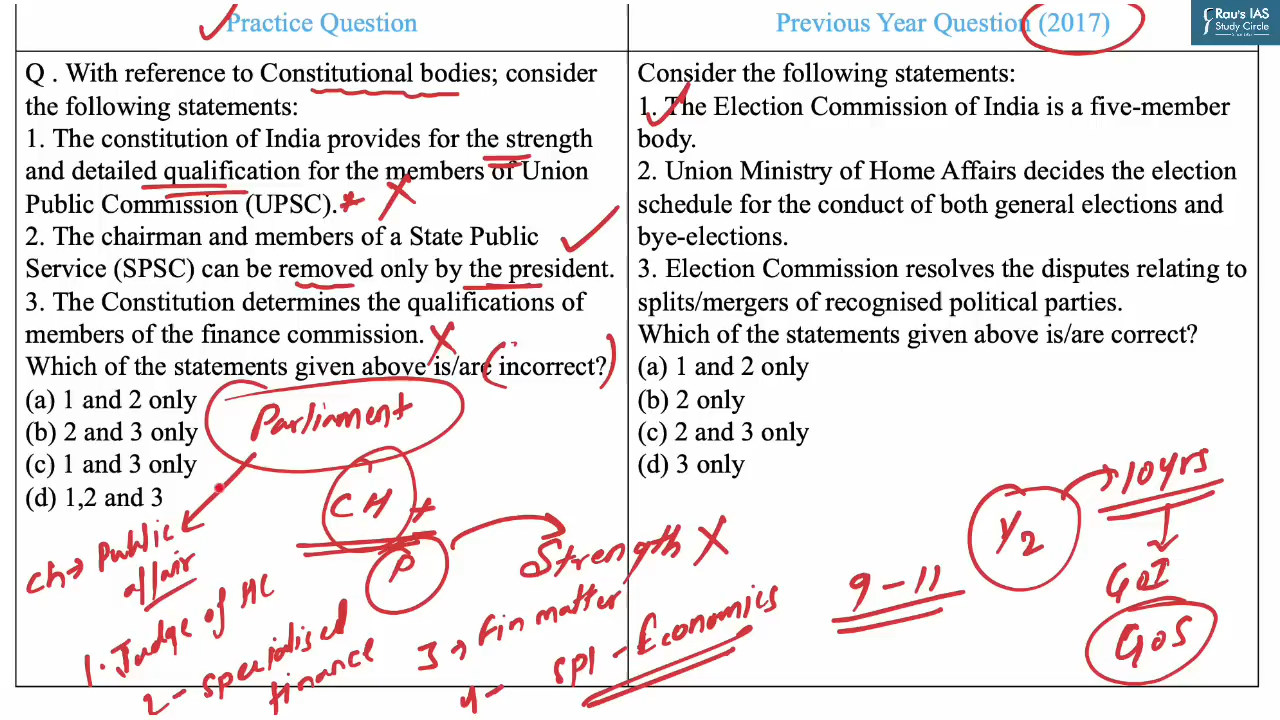 Practice Question
Q . With reference to Constitutional bodies; consider
the following statements:
1. The constitution of India provides for the strength
and detailed qualification for the members of Union
Public Commission (UPSC).
2. The chairman and members of a State Public
Service (SPSC) can be removed only by the president.
3. The Constitution determines the qualifications of
members of the finance commission.
Which of the statements given above is/are incorrect?
(a) 1 and 2 only
(b) 2 and 3 only
(c) 1 and 3 only
(d) 1,2 and 3
Parliament
CH +
P
Strength
ch → Public
affair
1. Judge of HC
2 - specialised
finance
3 → fin matter
4 - spl - Economics
Previous Year Question (2017)
Consider the following statements:
1. The Election Commission of India is a five-member
body.
2. Union Ministry of Home Affairs decides the election
schedule for the conduct of both general elections and
bye-elections.
3. Election Commission resolves the disputes relating to
splits/mergers of recognised political parties.
Which of the statements given above is/are correct?
(a) 1 and 2 only
(b) 2 only
(c) 2 and 3 only
(d) 3 only
9 - 11
1/2
10 yrs
GOI
GOS
Rau's IAS
Study Circle